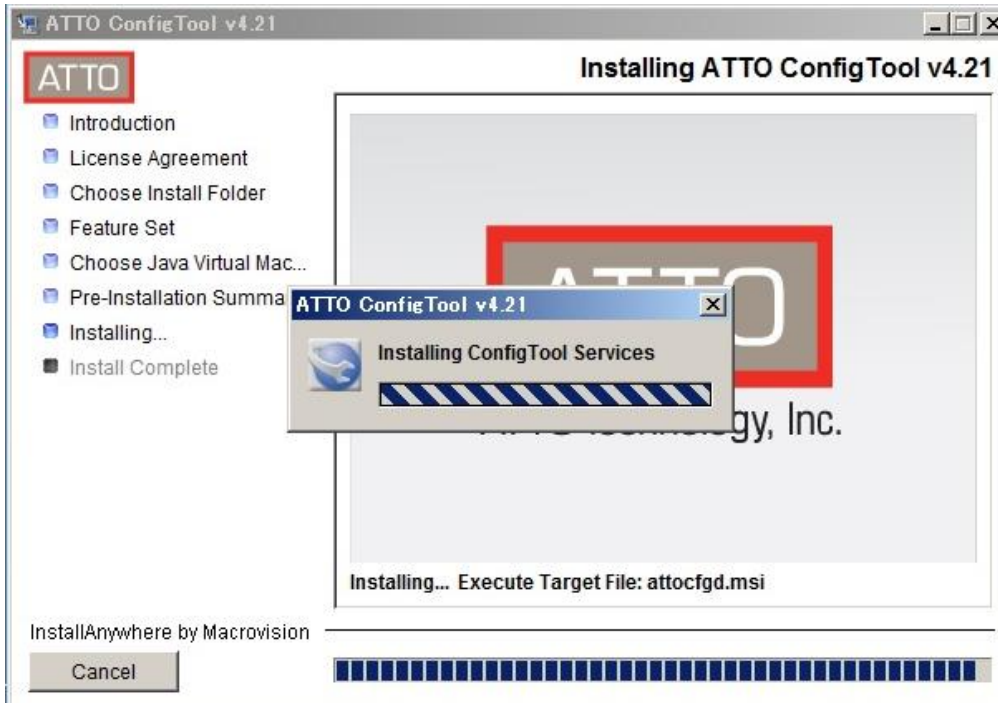 ATTO ConfigTool v4.21
ATTO
Installing ATTO ConfigTool v4.21
Introduction
License Agreement
Choose Install Folder
Feature Set
Choose Java Virtual Mac...
Pre-Installation Summa
Installing...
Install Complete
ATTO
ATTO ConfigTool v4.21
Installing ConfigTool Services
gy, Inc.
Installing... Execute Target File: attocfgd.msi
InstallAnywhere by Macrovision
Cancel